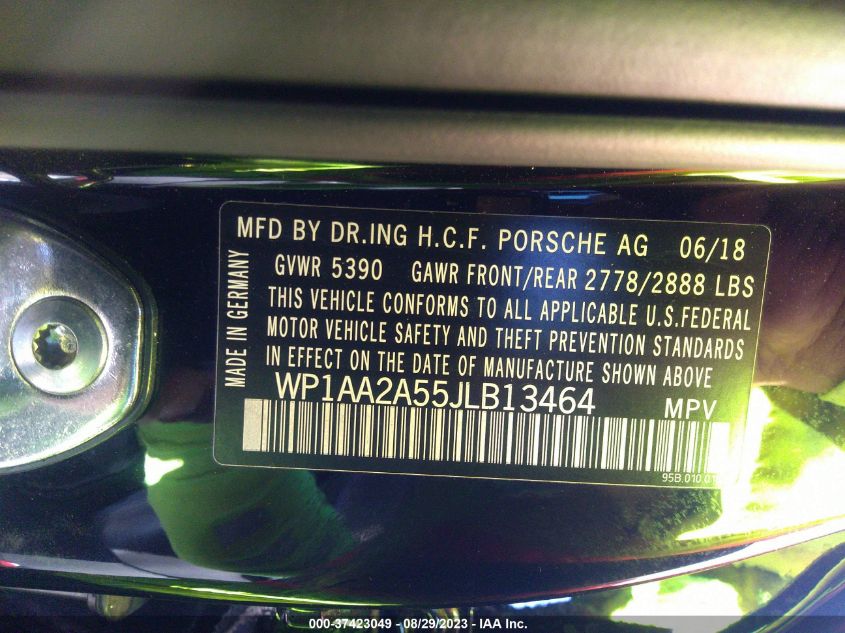 MFD BY DR.ING H.C.F. PORSCHE AG 06/18
GVWR 5390 GAWR FRONT/REAR 2778/2888 LBS
THIS VEHICLE CONFORMS TO ALL APPLICABLE U.S.FEDERAL
MOTOR VEHICLE SAFETY AND THEFT PREVENTION STANDARDS
IN EFFECT ON THE DATE OF MANUFACTURE SHOWN ABOVE
WP1AA2A55JLB13464 MPV
MADE IN GERMANY
000-37423049 - 08/29/2023 - IAA Inc.